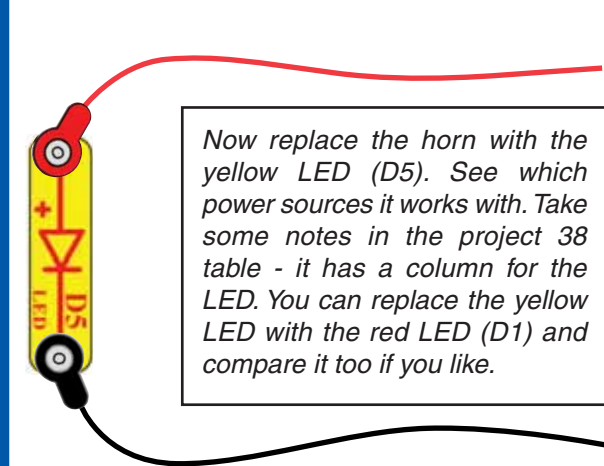 Now replace the horn with the
yellow LED (D5). See which
power sources it works with. Take
some notes in the project 38
table - it has a column for the
LED. You can replace the yellow
LED with the red LED (D1) and
compare it too if you like.
+
D5
LED